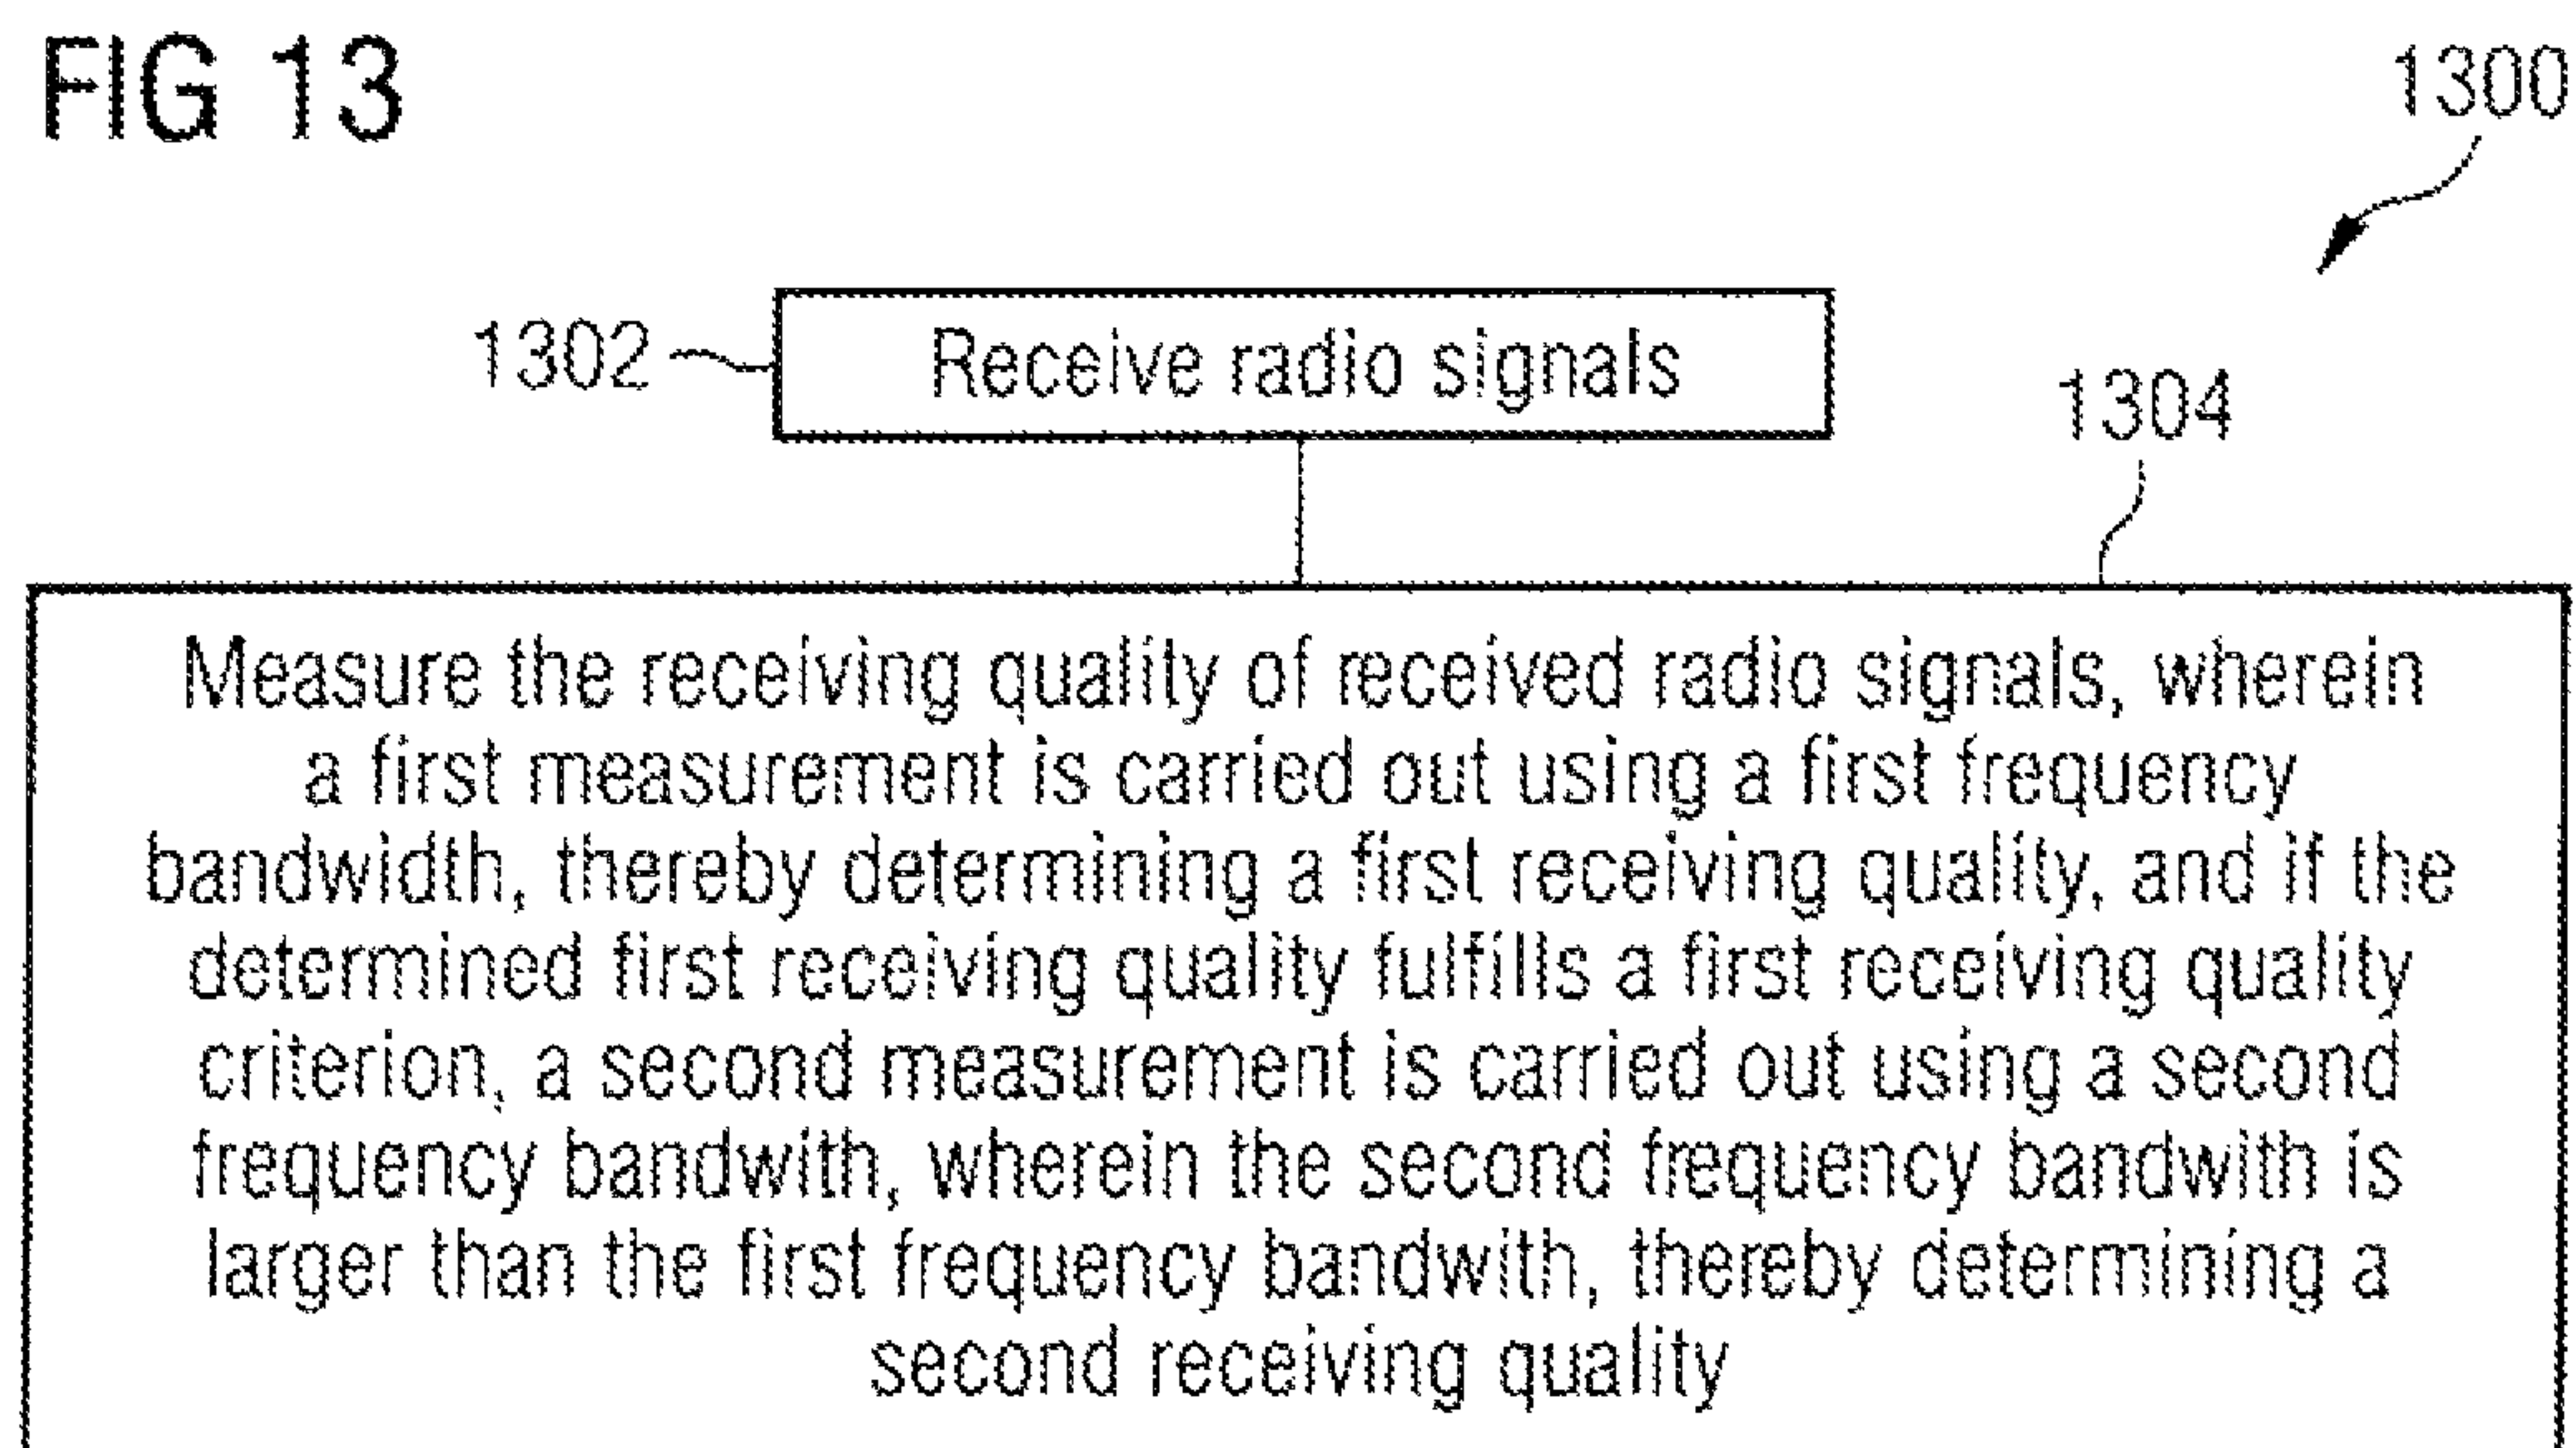 FIG 13
1300
1302
Receive radio signals
1304
Measure the receiving quality of received radio signals, wherein
a first measurement is carried out using a first frequency
bandwidth, thereby determining a first receiving quality, and if the
determined first receiving quality fulfills a first receiving quality
criterion, a second measurement is carried out using a second
frequency bandwith, wherein the second frequency bandwith is
larger than the first frequency bandwith, thereby determining a
second receiving quality